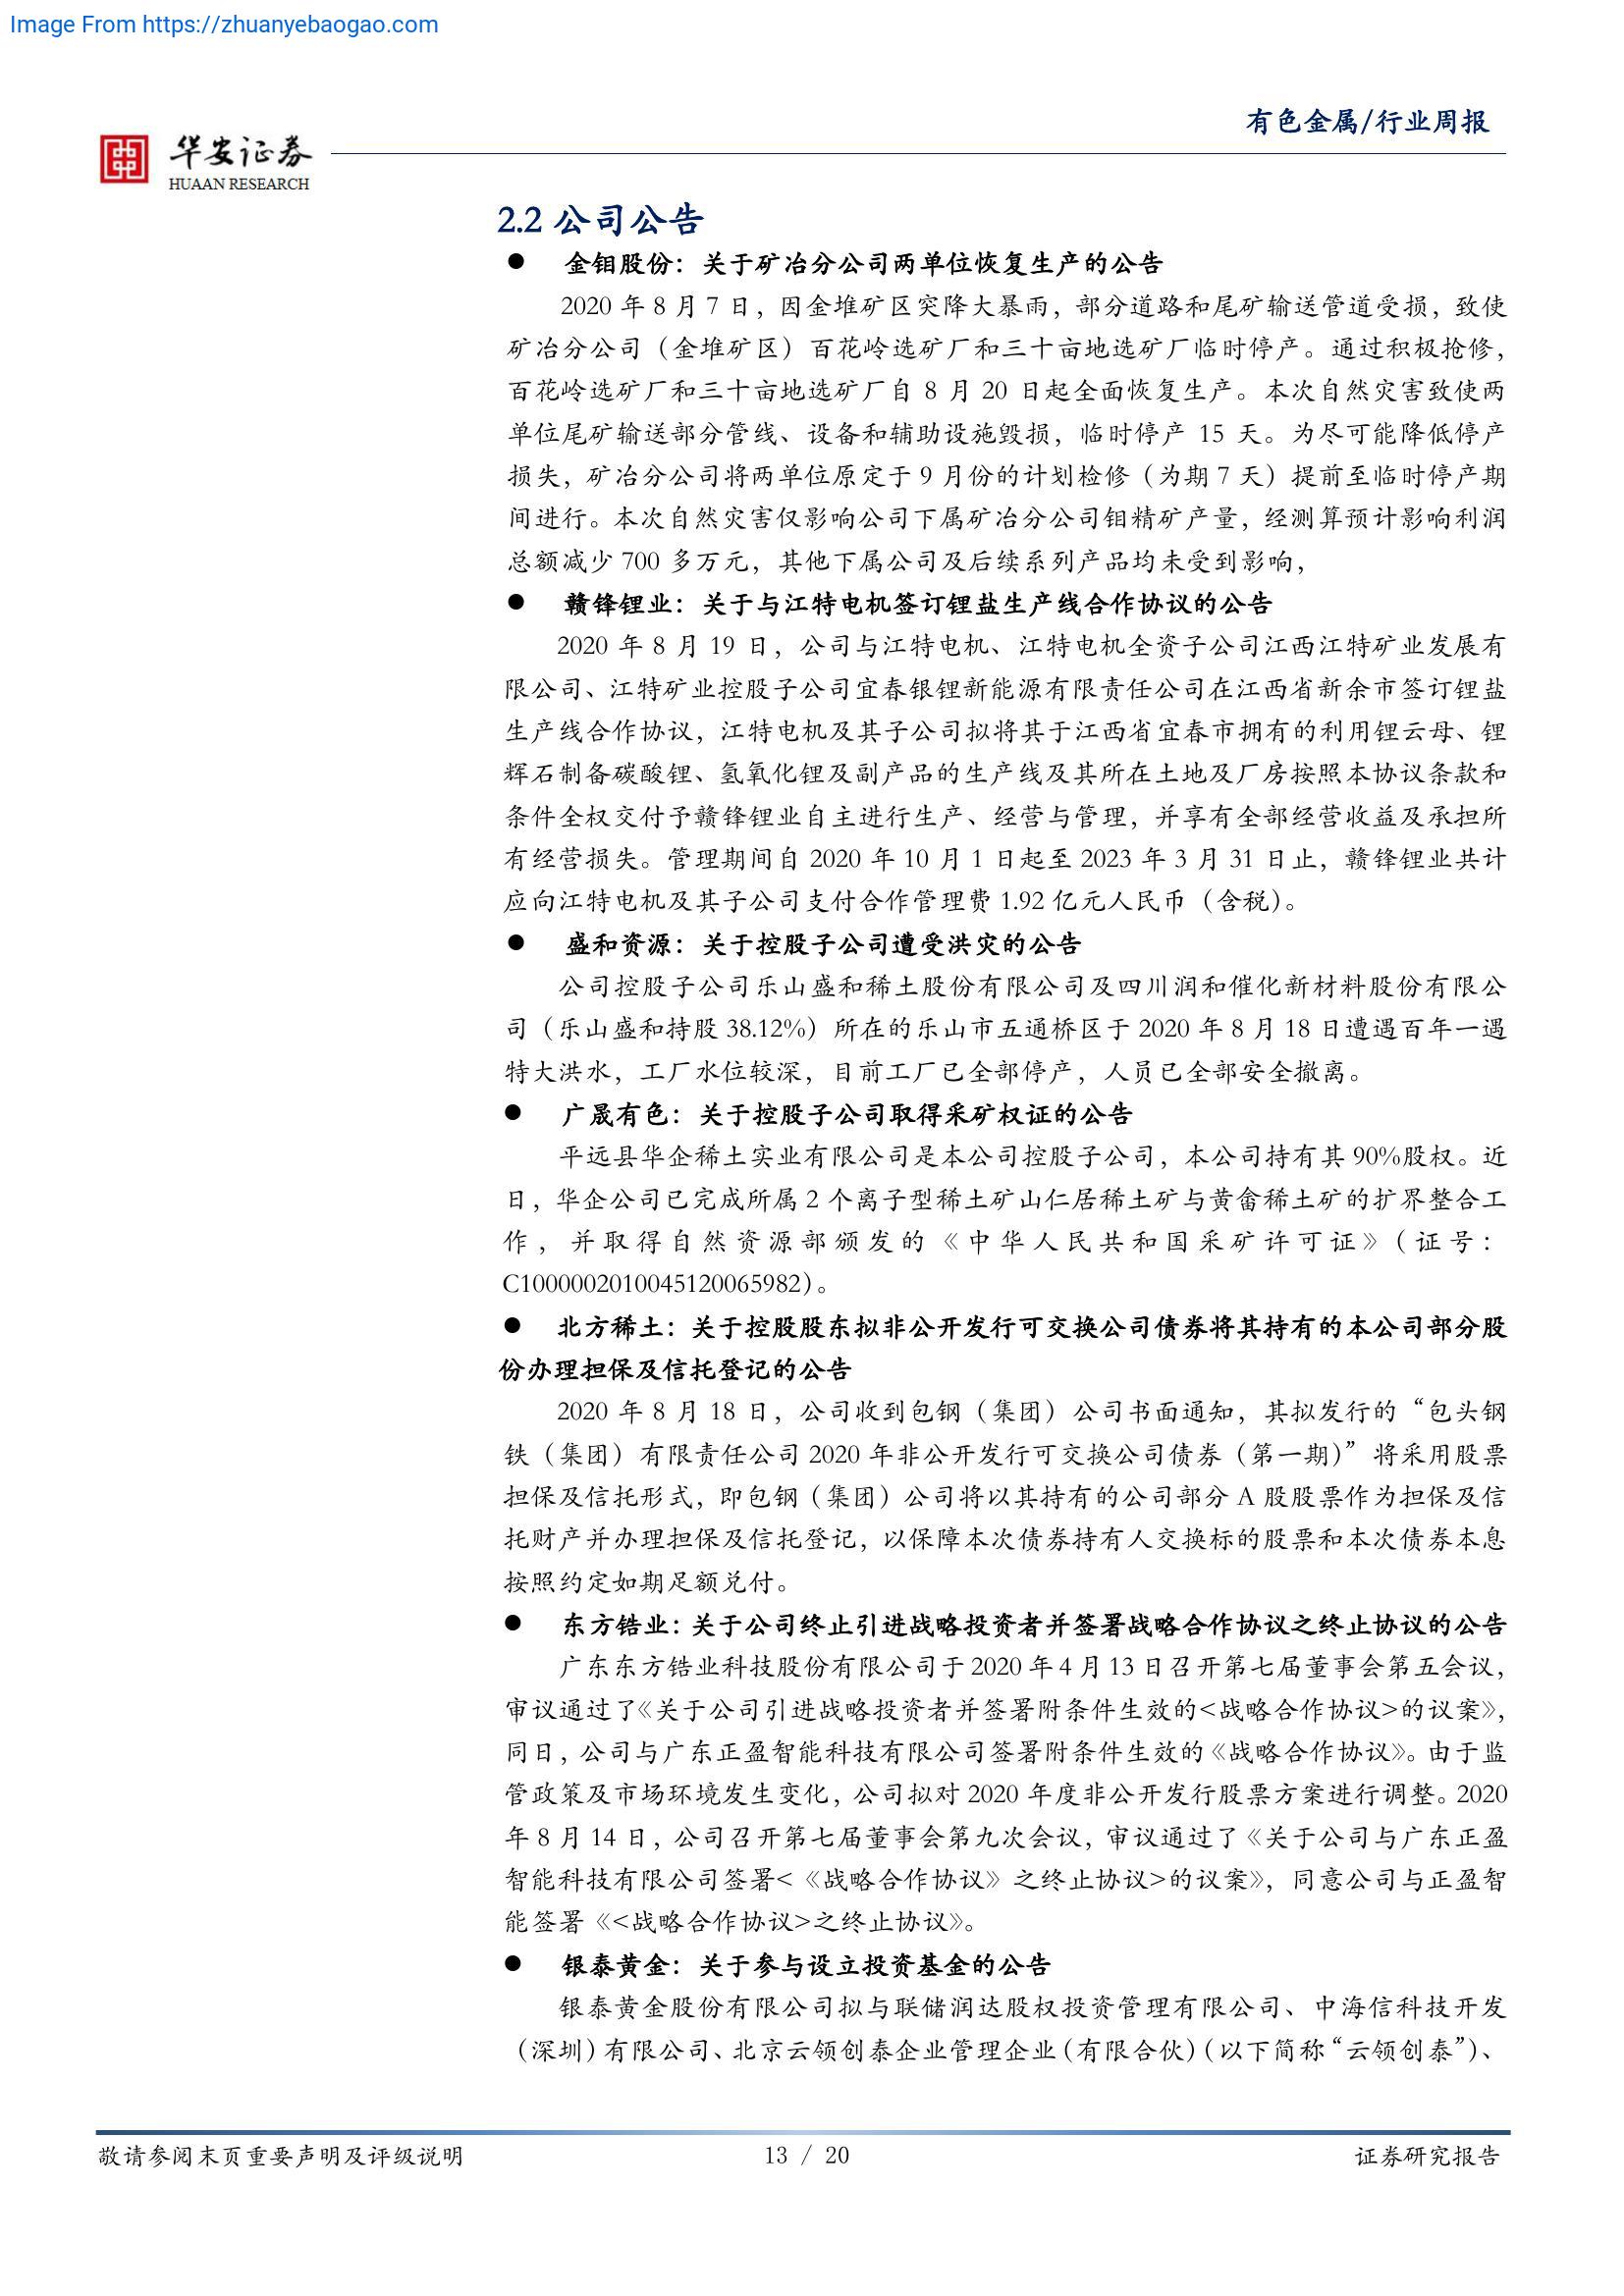 Image From https://zhuanyebaogao.com
有色金属/行业周报
华安证券
HUAAN RESEARCH
2.2 公司公告
● 金钼股份：关于矿冶分公司两单位恢复生产的公告
2020 年 8 月 7 日，因金堆矿区突降大暴雨，部分道路和尾矿输送管道受损，致使
矿冶分公司（金堆矿区）百花岭选矿厂和三十亩地选矿厂临时停产。通过积极抢修，
百花岭选矿厂和三十亩地选矿厂自 8 月 20 日起全面恢复生产。本次自然灾害致使两
单位尾矿输送部分管线、设备和辅助设施毁损，临时停产 15 天。为尽可能降低停产
损失，矿冶分公司将两单位原定于 9 月份的计划检修（为期 7 天）提前至临时停产期
间进行。本次自然灾害仅影响公司下属矿冶分公司钼精矿产量，经测算预计影响利润
总额减少 700 多万元，其他下属公司及后续系列产品均未受到影响，
● 赣锋锂业：关于与江特电机签订锂盐生产线合作协议的公告
2020 年 8 月 19 日，公司与江特电机、江特电机全资子公司江西江特矿业发展有
限公司、江特矿业控股子公司宜春银锂新能源有限责任公司在江西省新余市签订锂盐
生产线合作协议，江特电机及其子公司拟将其于江西省宜春市拥有的利用锂云母、锂
辉石制备碳酸锂、氢氧化锂及副产品的生产线及其所在土地及厂房按照本协议条款和
条件全权交付予赣锋锂业自主进行生产、经营与管理，并享有全部经营收益及承担所
有经营损失。管理期间自 2020 年 10 月 1 日起至 2023 年 3 月 31 日止，赣锋锂业共计
应向江特电机及其子公司支付合作管理费 1.92 亿元人民币（含税）。
● 盛和资源：关于控股子公司遭受洪灾的公告
公司控股子公司乐山盛和稀土股份有限公司及四川润和催化新材料股份有限公
司（乐山盛和持股 38.12%）所在的乐山市五通桥区于 2020 年 8 月 18 日遭遇百年一遇
特大洪水，工厂水位较深，目前工厂已全部停产，人员已全部安全撤离。
● 广晟有色：关于控股子公司取得采矿权证的公告
平远县华企稀土实业有限公司是本公司控股子公司，本公司持有其 90%股权。近
日，华企公司已完成所属 2 个离子型稀土矿山仁居稀土矿与黄畲稀土矿的扩界整合工
作，并取得自然资源部颁发的《中华人民共和国采矿许可证》（证号：
C1000002010045120065982）。
● 北方稀土：关于控股股东拟非公开发行可交换公司债券将其持有的本公司部分股
份办理担保及信托登记的公告
2020 年 8 月 18 日，公司收到包钢（集团）公司书面通知，其拟发行的“包头钢
铁（集团）有限责任公司 2020 年非公开发行可交换公司债券（第一期）”将采用股票
担保及信托形式，即包钢（集团）公司将以其持有的公司部分 A 股股票作为担保及信
托财产并办理担保及信托登记，以保障本次债券持有人交换标的股票和本次债券本息
按照约定如期足额兑付。
● 东方锆业：关于公司终止引进战略投资者并签署战略合作协议之终止协议的公告
广东东方锆业科技股份有限公司于 2020 年 4 月 13 日召开第七届董事会第五会议，
审议通过了《关于公司引进战略投资者并签署附条件生效的<战略合作协议>的议案》，
同日，公司与广东正盈智能科技有限公司签署附条件生效的《战略合作协议》。由于监
管政策及市场环境发生变化，公司拟对 2020 年度非公开发行股票方案进行调整。2020
年 8 月 14 日，公司召开第七届董事会第九次会议，审议通过了《关于公司与广东正盈
智能科技有限公司签署<《战略合作协议》之终止协议>的议案》，同意公司与正盈智
能签署《<战略合作协议>之终止协议》。
● 银泰黄金：关于参与设立投资基金的公告
银泰黄金股份有限公司拟与联储润达股权投资管理有限公司、中海信科技开发
（深圳）有限公司、北京云领创泰企业管理企业（有限合伙）（以下简称“云领创泰”）、
敬请参阅末页重要声明及评级说明
13 / 20
证券研究报告